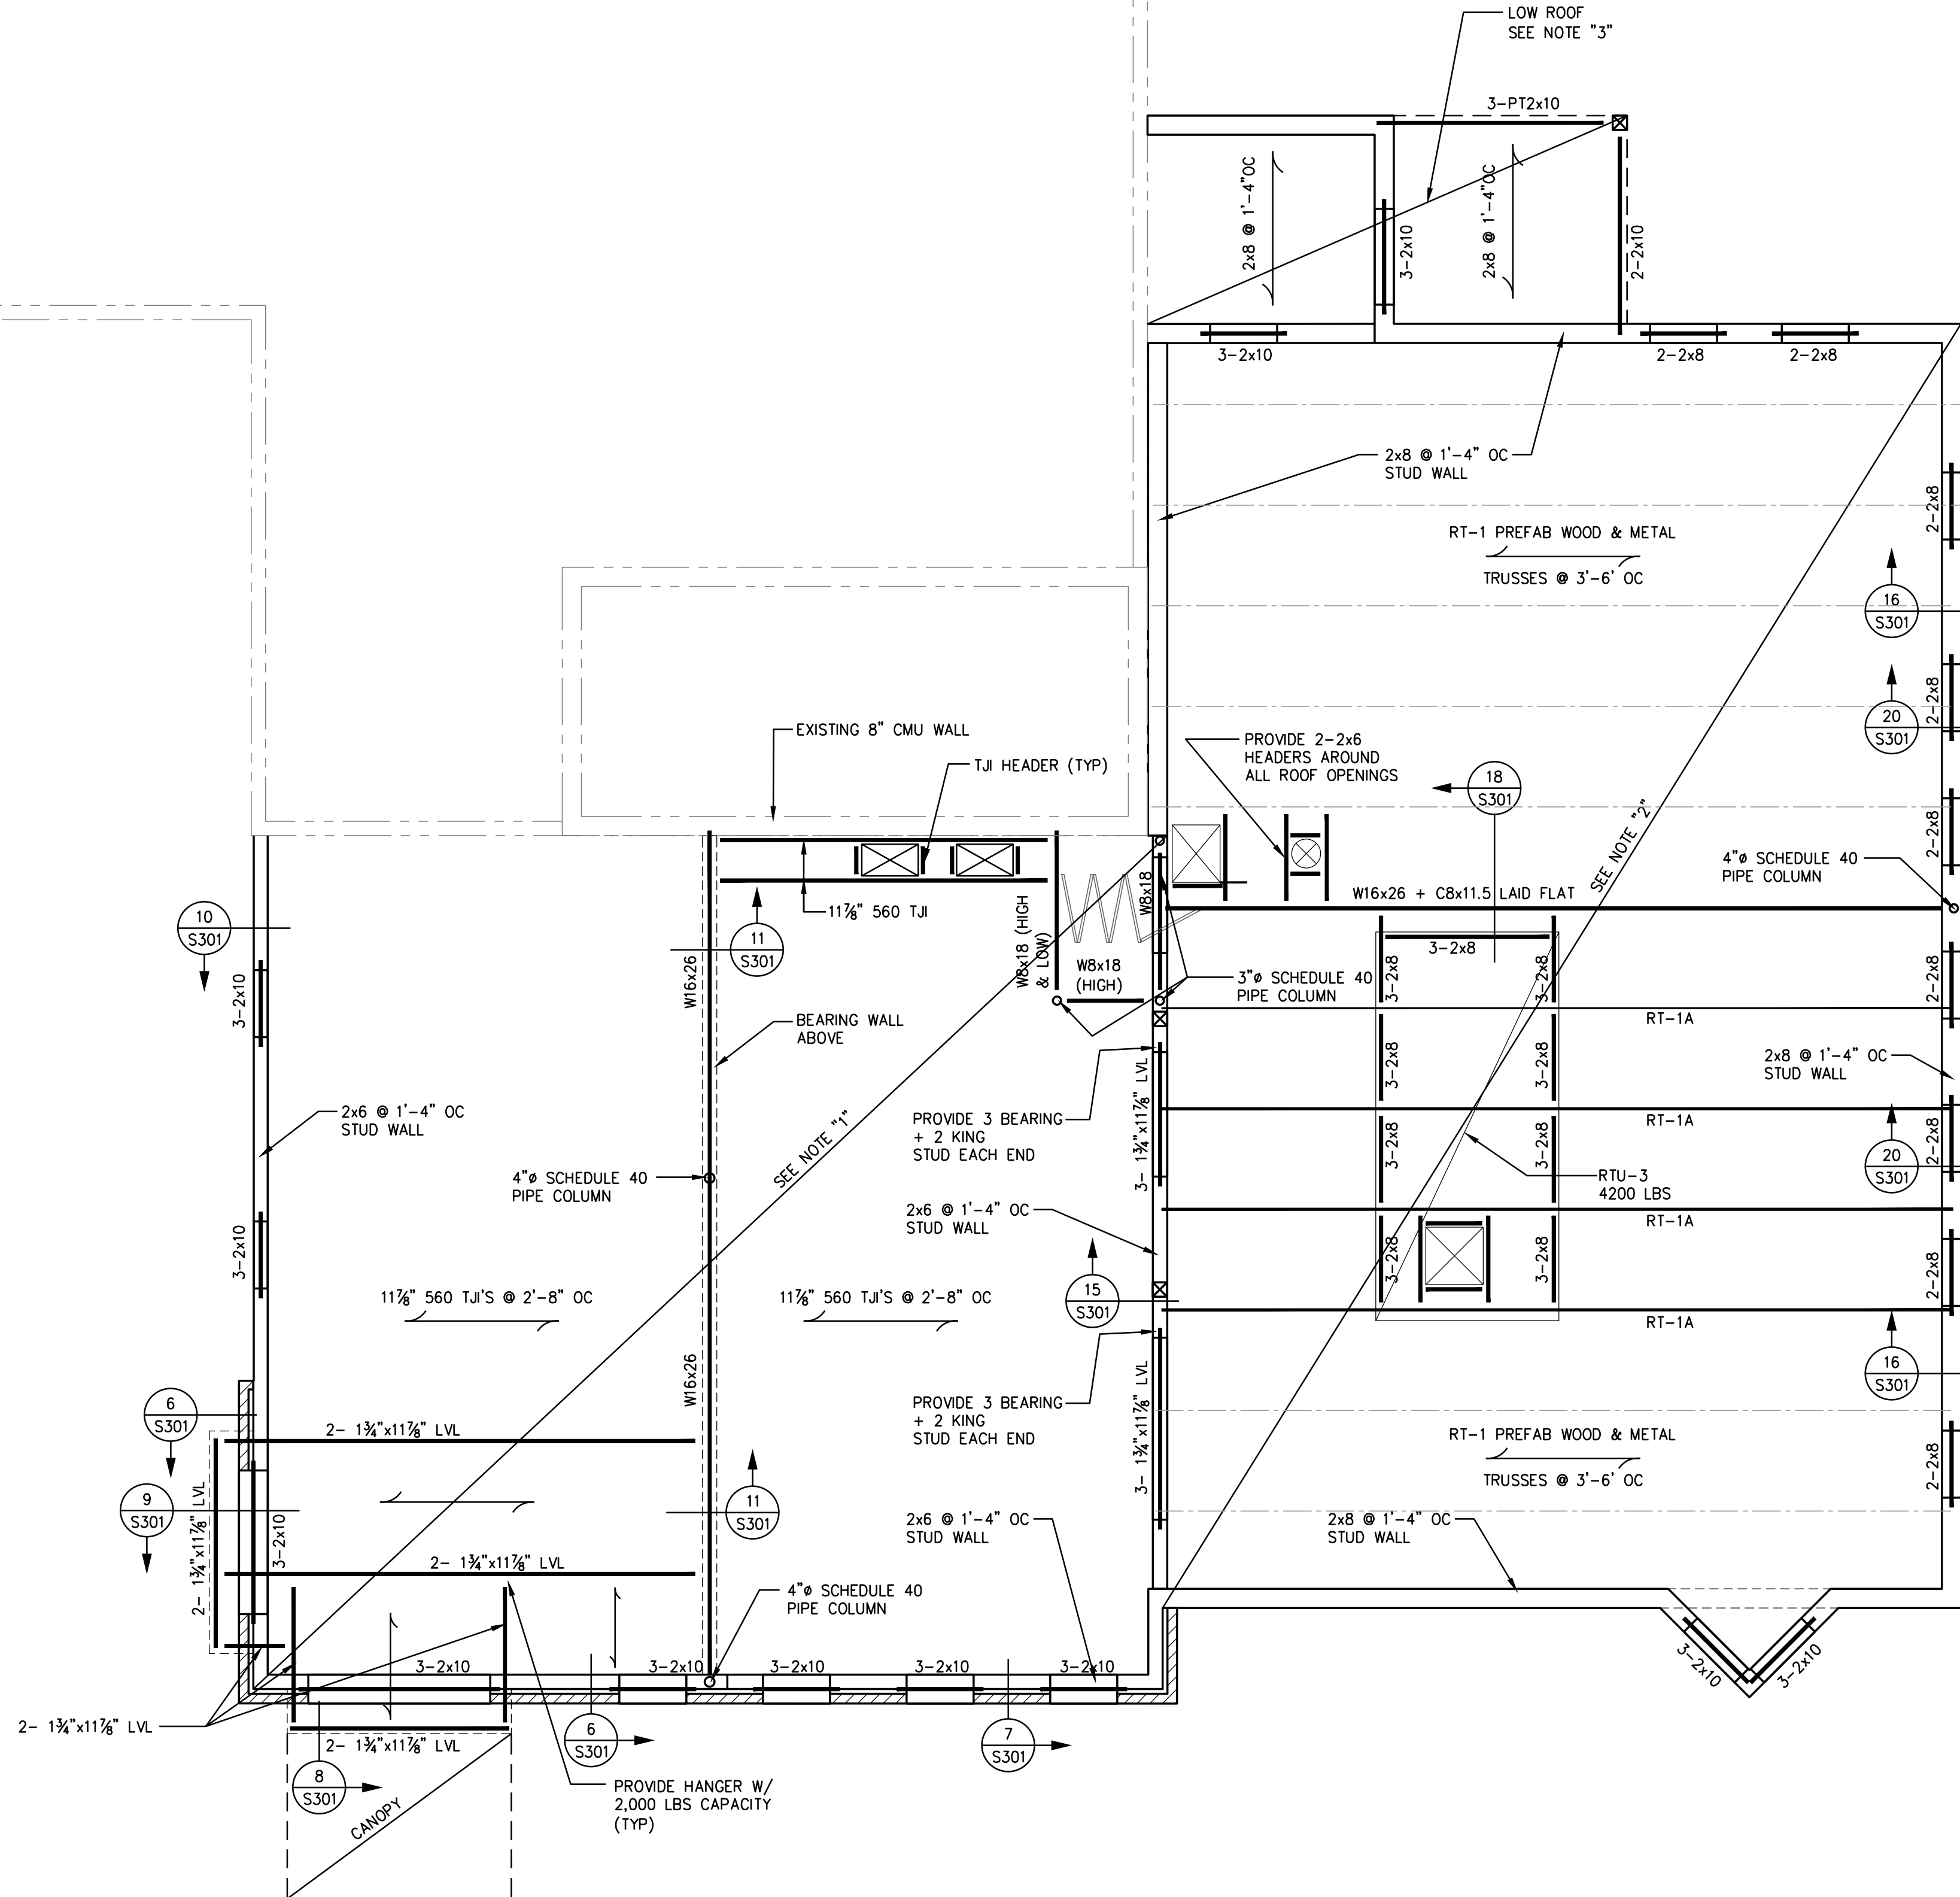 LOW ROOF
SEE NOTE "3"
3-PT2x10
2x8 @ 1'-4"OC
2x8 @ 1'-4"OC
3-2x10
2-2x10
3-2x10
2-2x8
2-2x8
2x8 @ 1'-4" OC
STUD WALL
2-2x8
RT-1 PREFAB WOOD & METAL
TRUSSES @ 3'-6' OC
16
S301
2-2x8
20
S301
EXISTING 8" CMU WALL
TJI HEADER (TYP)
PROVIDE 2-2x6
HEADERS AROUND
ALL ROOF OPENINGS
18
S301
SEE NOTE "2"
2-2x8
4"ø SCHEDULE 40
PIPE COLUMN
W16x26 + C8x11.5 LAID FLAT
10
S301
11⅞" 560 TJI
11
S301
W8x18 (HIGH
& LOW)
W8x18
W8x18
(HIGH)
3"ø SCHEDULE 40
PIPE COLUMN
3-2x8
3-2x8
3-2x8
2-2x8
3-2x10
W16x26
BEARING WALL
ABOVE
RT-1A
2x8 @ 1'-4" OC
STUD WALL
3-2x8
3-2x8
2x6 @ 1'-4" OC
STUD WALL
PROVIDE 3 BEARING
+ 2 KING
STUD EACH END
3- 1¾"x11⅞" LVL
RT-1A
SEE NOTE "1"
3-2x8
3-2x8
2-2x8
20
S301
4"ø SCHEDULE 40
PIPE COLUMN
RTU-3
4200 LBS
2x6 @ 1'-4" OC
STUD WALL
RT-1A
3-2x10
3-2x8
3-2x8
2-2x8
15
S301
11⅞" 560 TJI'S @ 2'-8" OC
11⅞" 560 TJI'S @ 2'-8" OC
RT-1A
W16x26
16
S301
PROVIDE 3 BEARING
+ 2 KING
STUD EACH END
3- 1¾"x11⅞" LVL
6
S301
2- 1¾"x11⅞" LVL
RT-1 PREFAB WOOD & METAL
TRUSSES @ 3'-6' OC
2-2x8
9
S301
2- 1¾"x11⅞" LVL
3-2x10
11
S301
2x6 @ 1'-4" OC
STUD WALL
2x8 @ 1'-4" OC
STUD WALL
2- 1¾"x11⅞" LVL
4"ø SCHEDULE 40
PIPE COLUMN
3-2x10
3-2x10
3-2x10
3-2x10
3-2x10
3-2x10
3-2x10
2- 1¾"x11⅞" LVL
2- 1¾"x11⅞" LVL
6
S301
7
S301
8
S301
CANOPY
PROVIDE HANGER W/
2,000 LBS CAPACITY
(TYP)